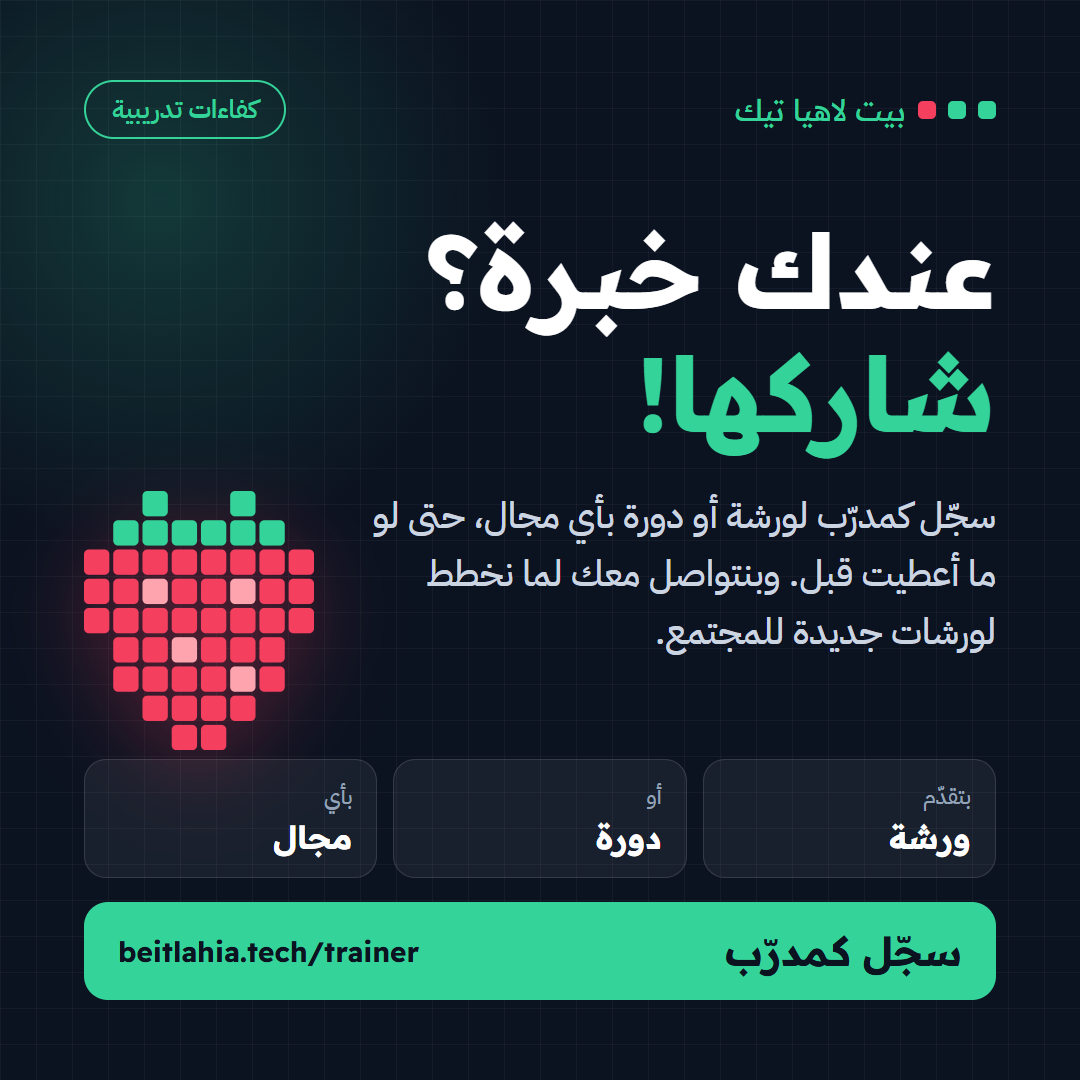 بيت لاهيا تيك
كفاءات تدريبية
عندك خبرة؟
شاركها!
سجّل كمدرّب لورشة أو دورة بأي مجال، حتى لو
ما أعطيت قبل. وبنتواصل معك لما نخطط
لورشات جديدة للمجتمع.
بتقدّم
ورشة
أو
دورة
بأي
مجال
سجّل كمدرّب
beitlahia.tech/trainer